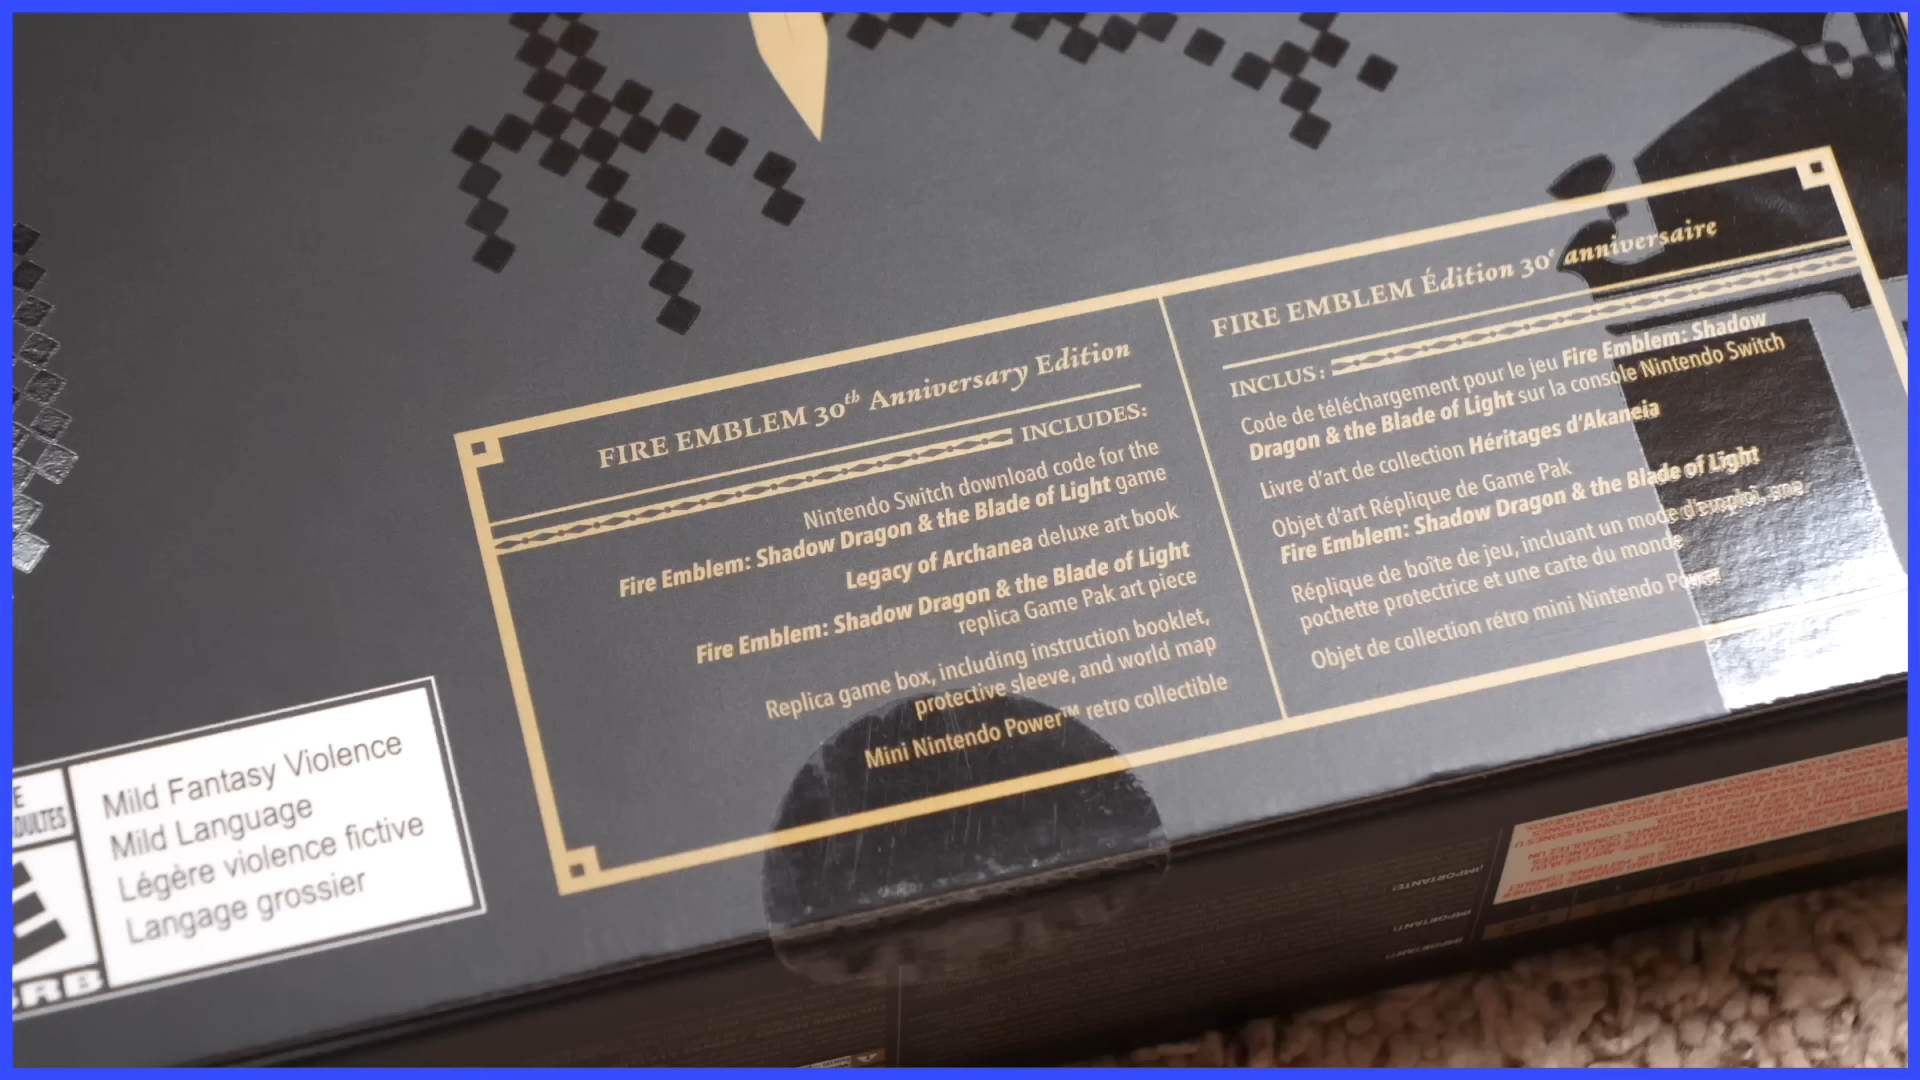 FIRE EMBLEM 30th Anniversary Edition
INCLUDES:
Nintendo Switch download code for the
Fire Emblem: Shadow Dragon & the Blade of Light game
Legacy of Archanea deluxe art book
Fire Emblem: Shadow Dragon & the Blade of Light
replica Game Pak art piece
Replica game box, including instruction booklet,
protective sleeve, and world map
Mini Nintendo Power™ retro collectible
FIRE EMBLEM Édition 30e anniversaire
INCLUS:
Code de téléchargement pour le jeu Fire Emblem: Shadow
Dragon & the Blade of Light sur la console Nintendo Switch
Livre d'art de collection Héritages d'Akaneia
Objet d'art Réplique de Game Pak
Fire Emblem: Shadow Dragon & the Blade of Light
Réplique de boîte de jeu, incluant un mode d'emploi, une
pochette protectrice et une carte du monde
Objet de collection rétro mini Nintendo Power
Mild Fantasy Violence
Mild Language
Légère violence fictive
Langage grossier
¡IMPORTANTE!
IMPORTANT!
IMPORTANT!